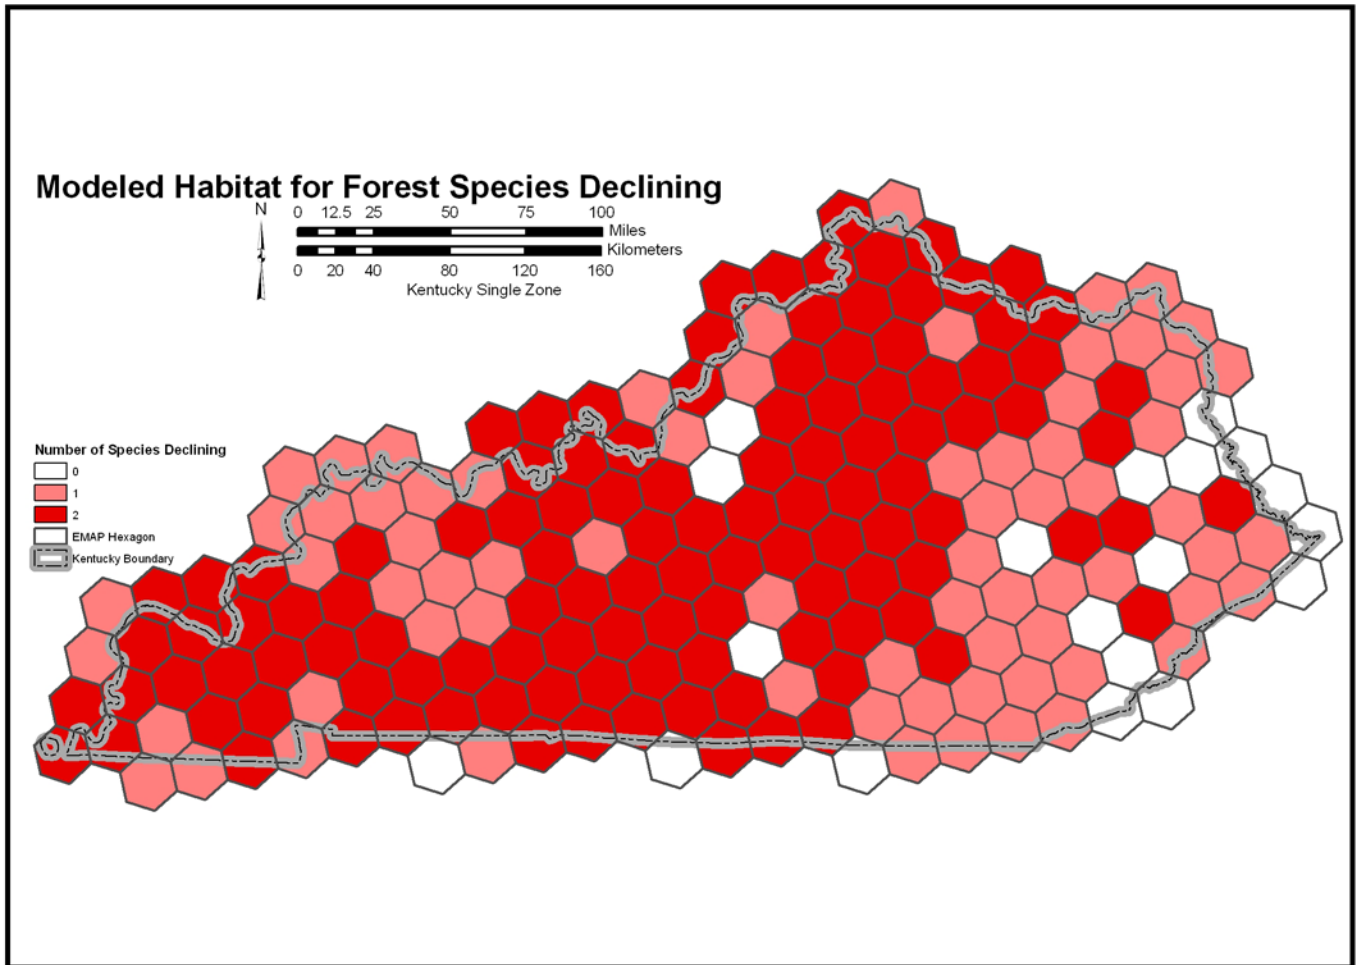 Modeled Habitat for Forest Species Declining
N
0 12.5 25 50 75 100
Miles
Kilometers
0 20 40 80 120 160
Kentucky Single Zone
Number of Species Declining
0
1
2
EMAP Hexagon
Kentucky Boundary